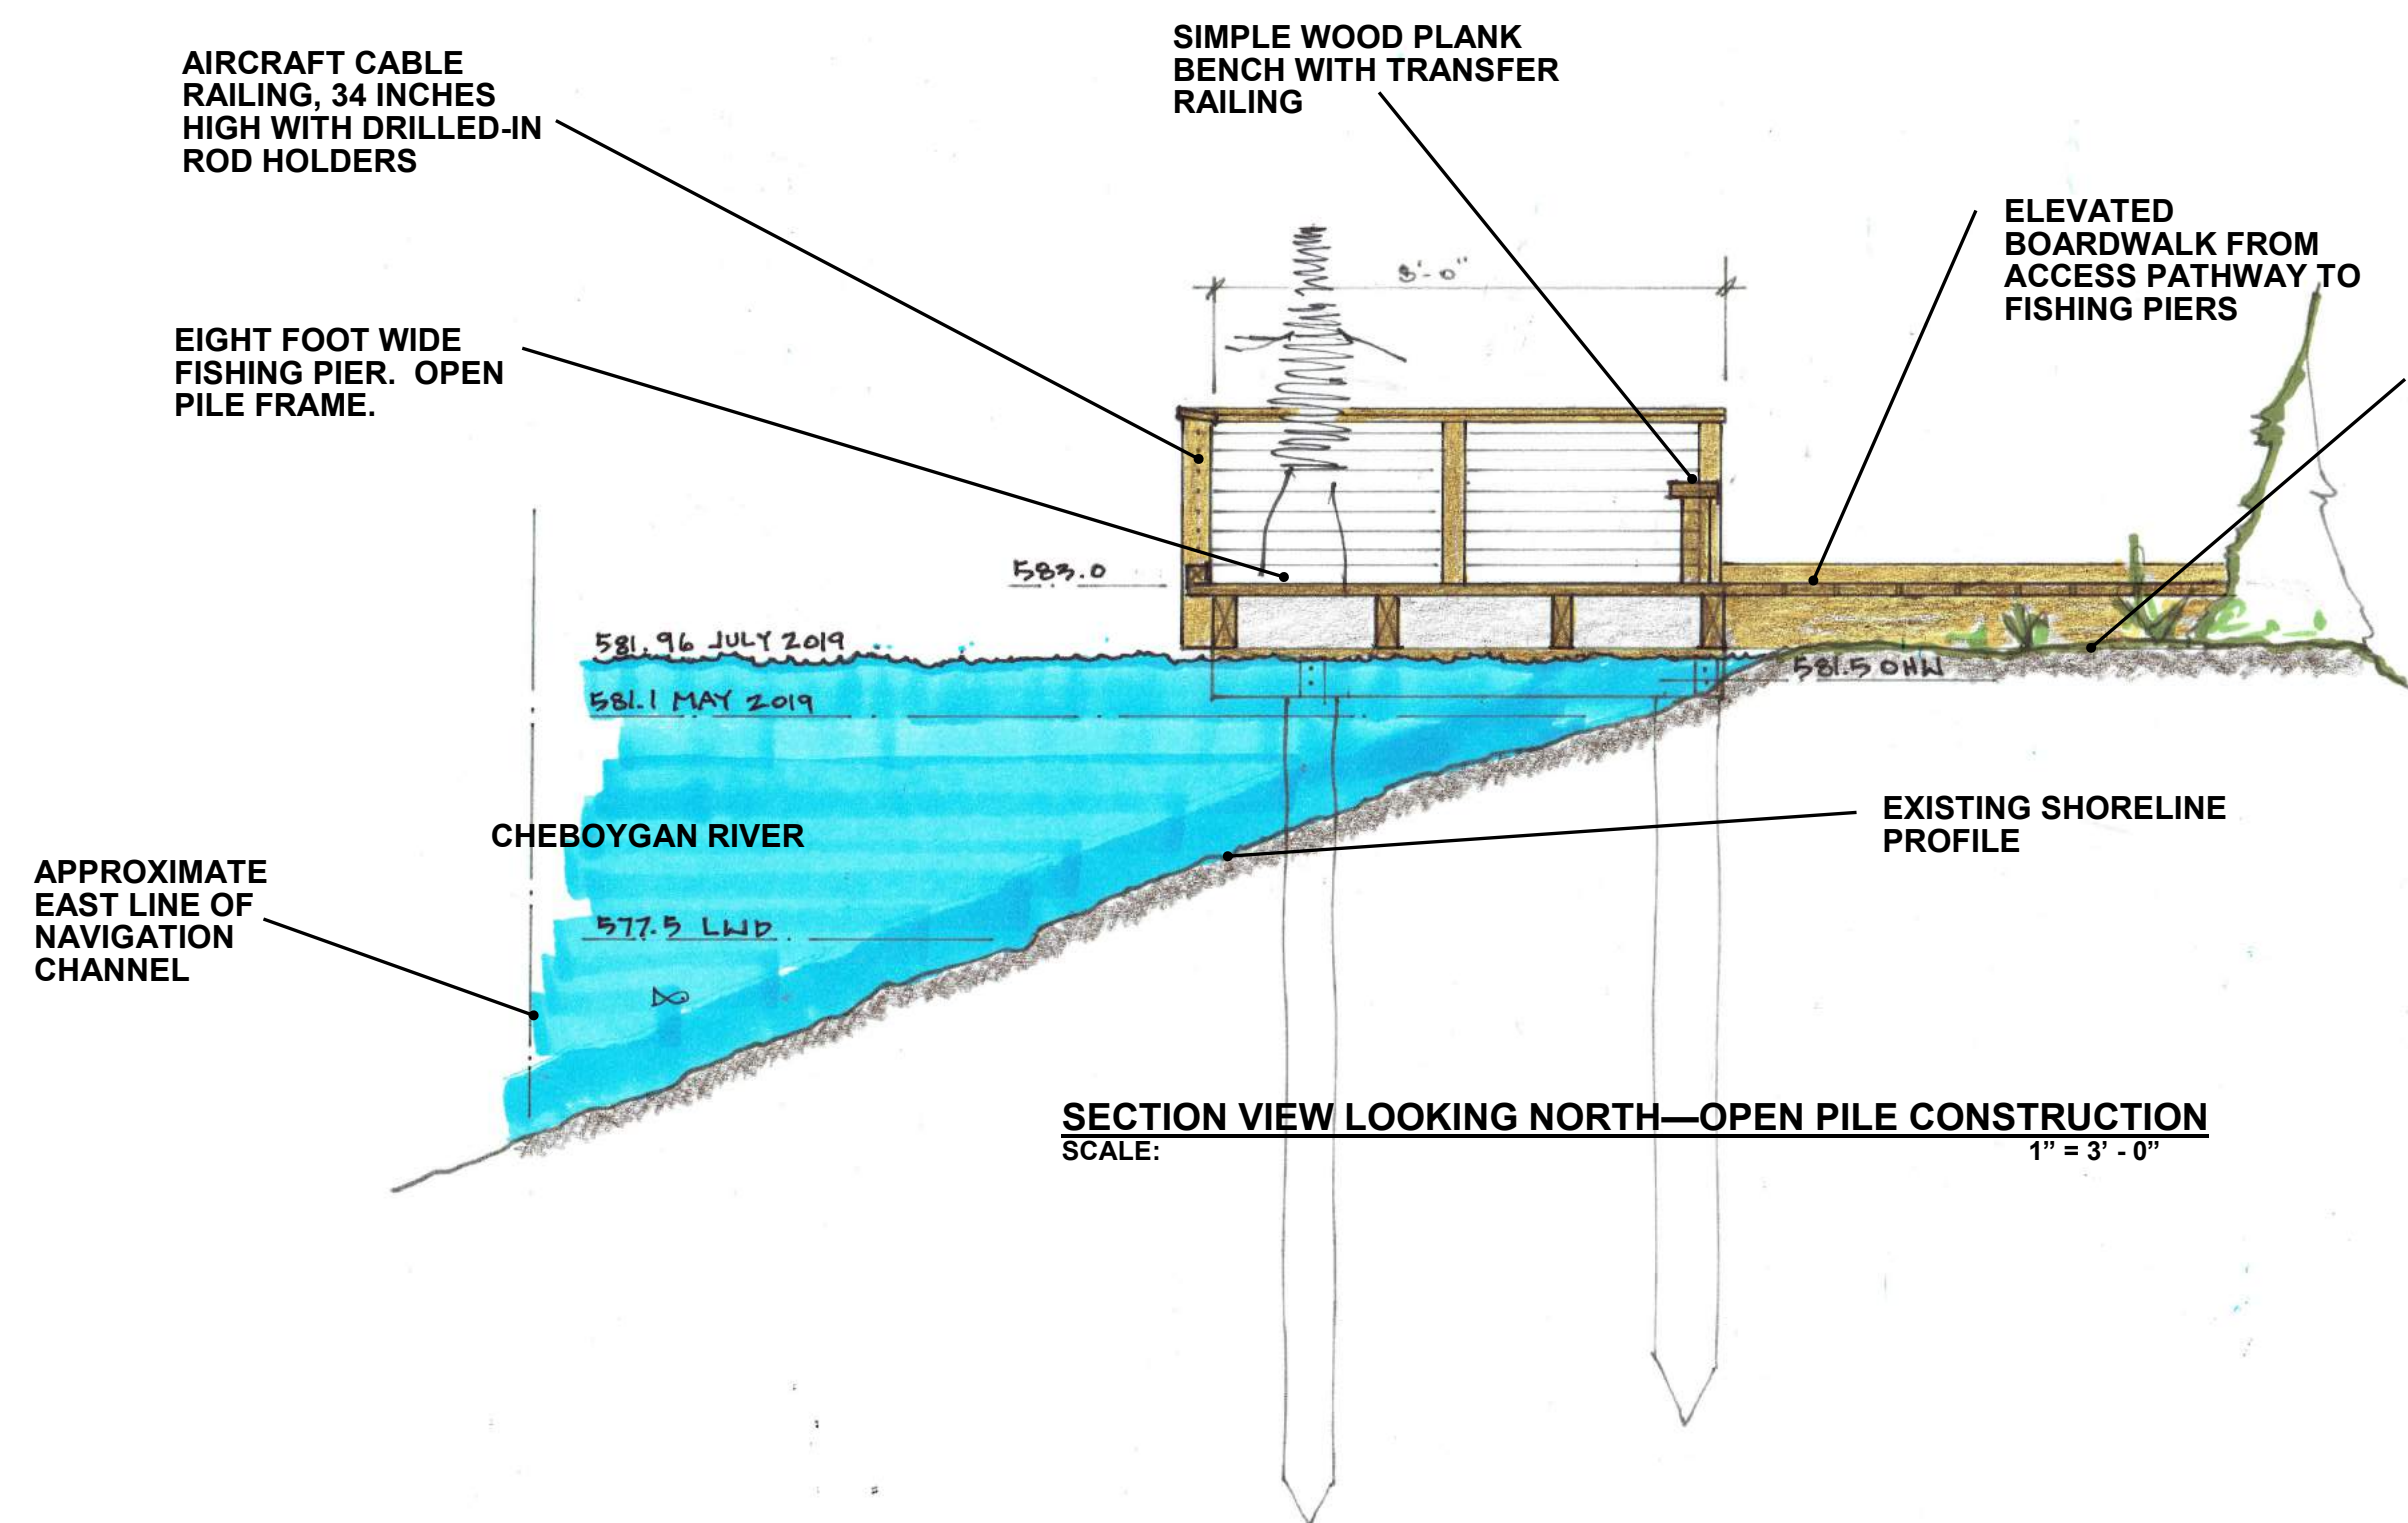 AIRCRAFT CABLE
RAILING, 34 INCHES
HIGH WITH DRILLED-IN
ROD HOLDERS
SIMPLE WOOD PLANK
BENCH WITH TRANSFER
RAILING
ELEVATED
BOARDWALK FROM
ACCESS PATHWAY TO
FISHING PIERS
8'-0"
EIGHT FOOT WIDE
FISHING PIER.  OPEN
PILE FRAME.
583.0
581.96 JULY 2019
581.5 OHW
581.1 MAY 2019
CHEBOYGAN RIVER
EXISTING SHORELINE
PROFILE
APPROXIMATE
EAST LINE OF
NAVIGATION
CHANNEL
577.5 LWD
SECTION VIEW LOOKING NORTH—OPEN PILE CONSTRUCTION
SCALE: 1” = 3’ - 0”